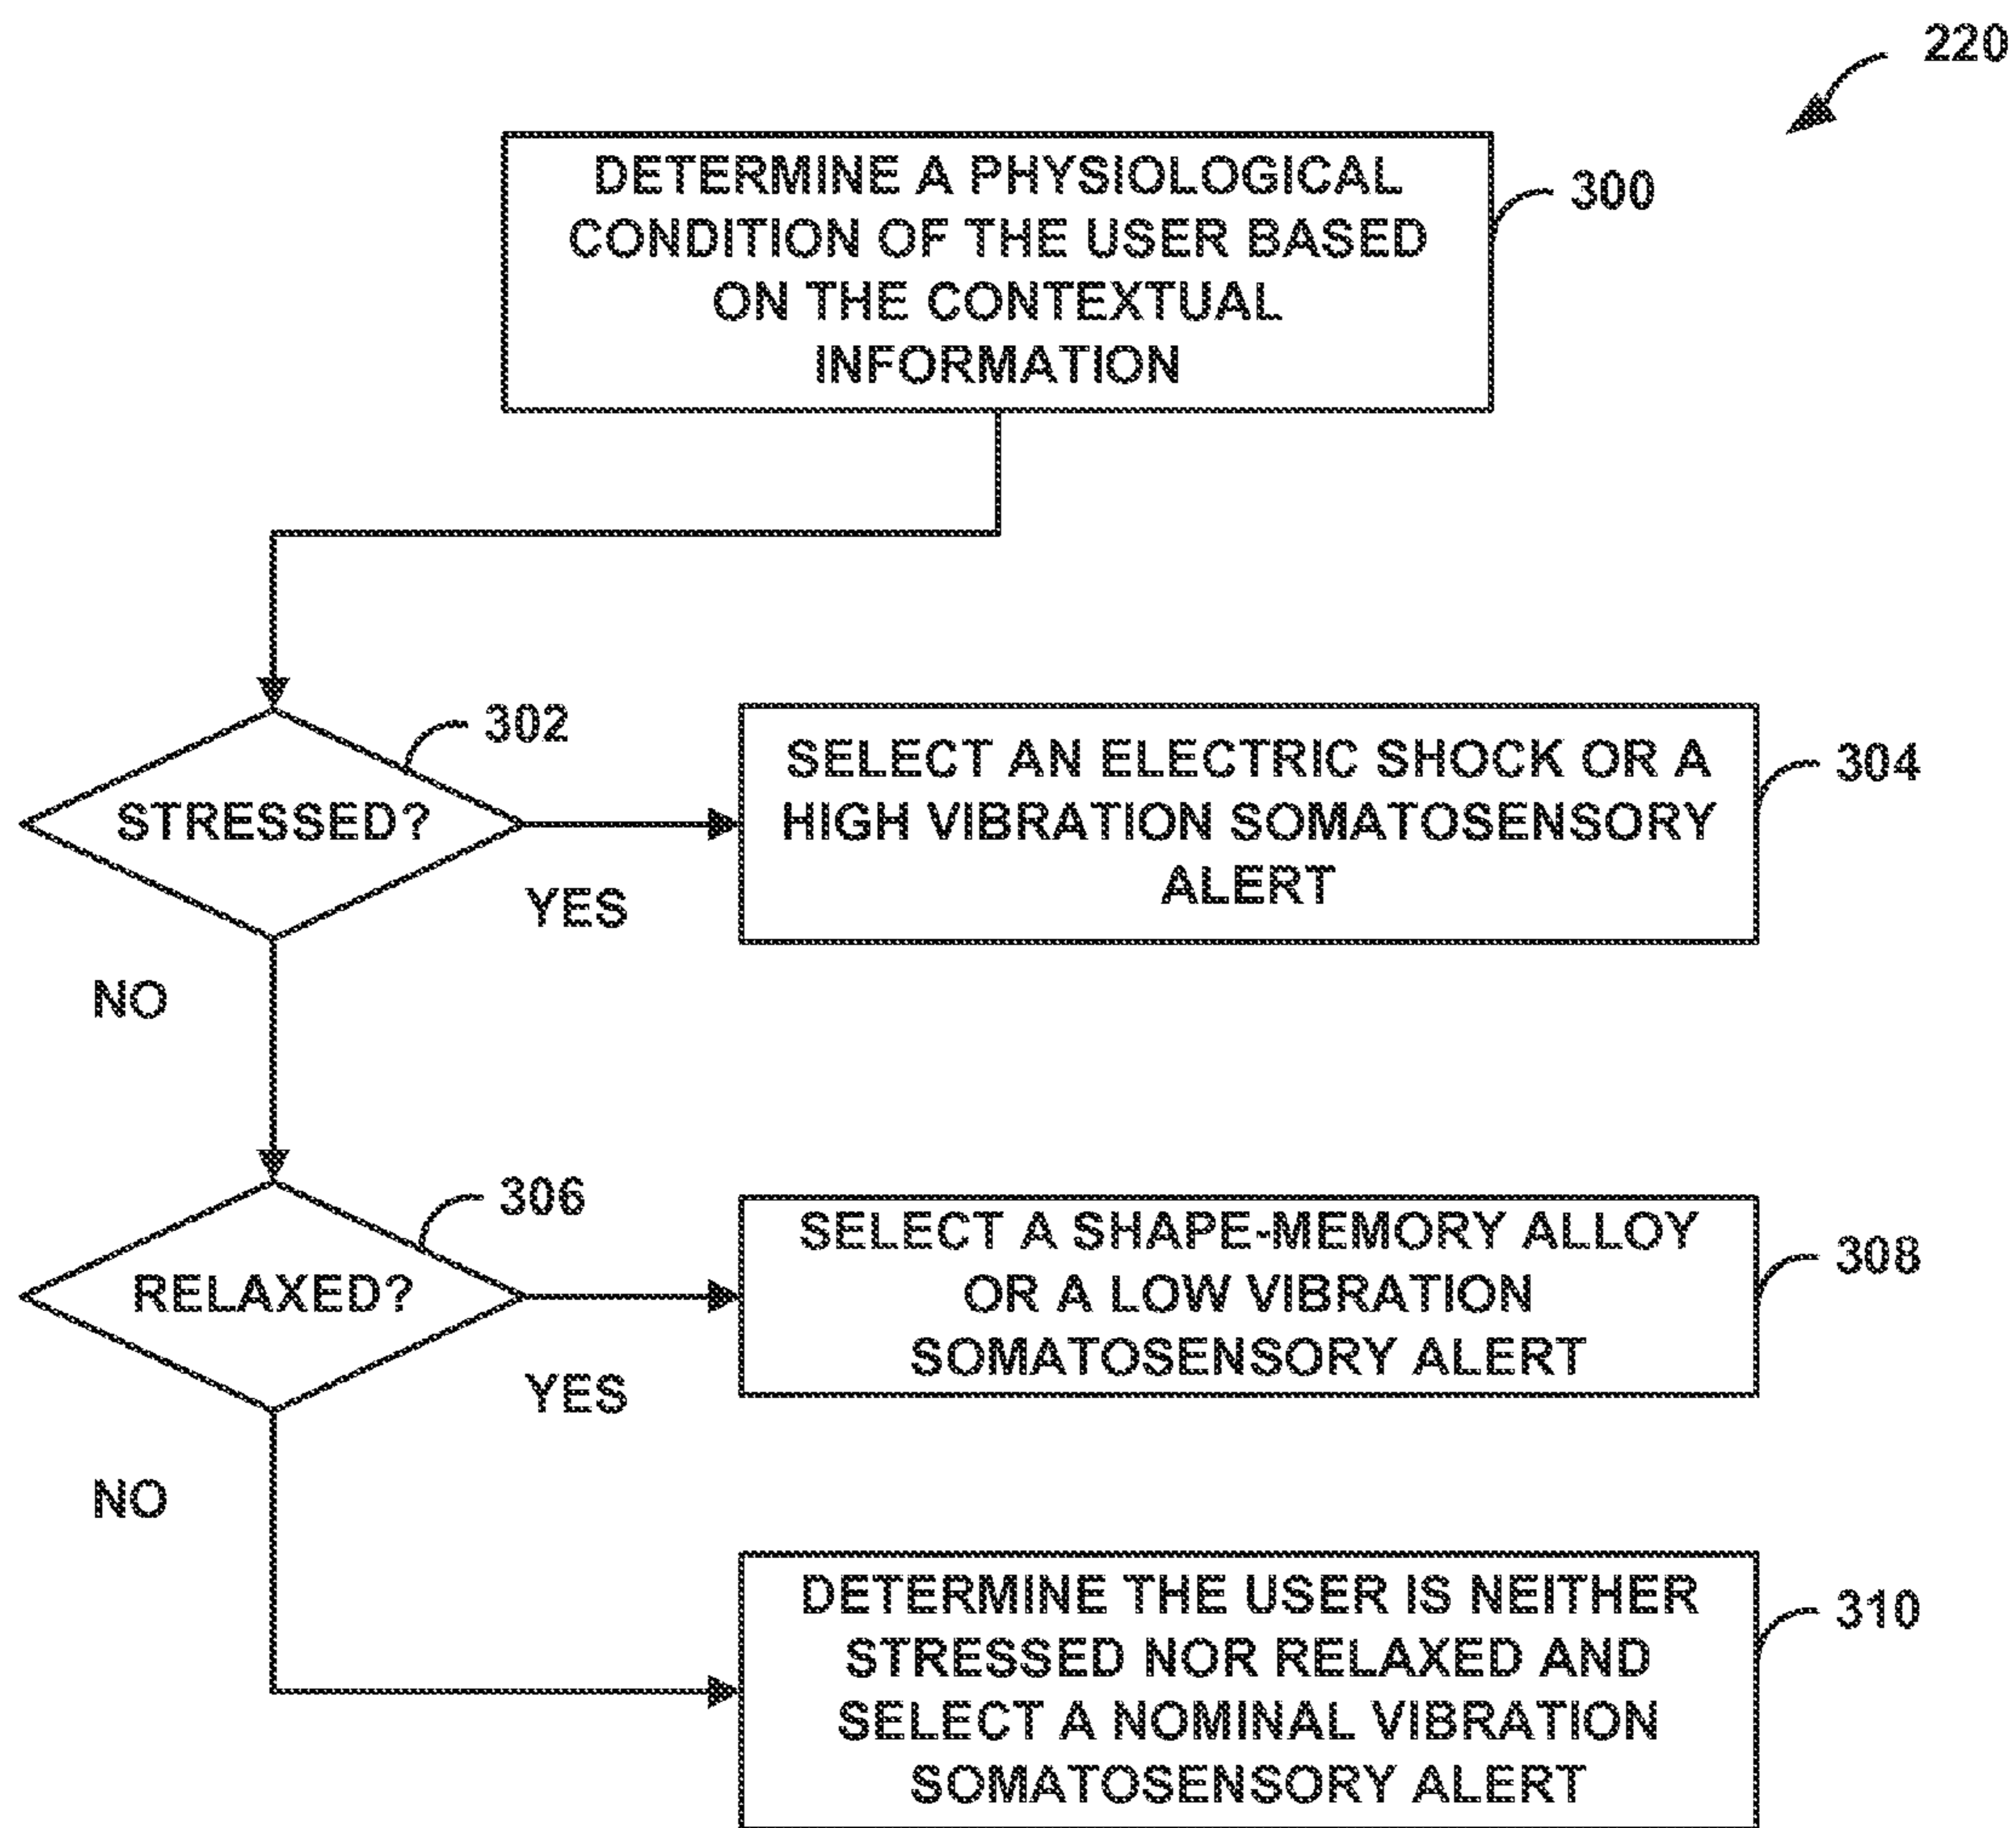 220
DETERMINE A PHYSIOLOGICAL
CONDITION OF THE USER BASED
ON THE CONTEXTUAL
INFORMATION
300
302
STRESSED?
YES
NO
SELECT AN ELECTRIC SHOCK OR A
HIGH VIBRATION SOMATOSENSORY
ALERT
304
306
RELAXED?
YES
NO
SELECT A SHAPE-MEMORY ALLOY
OR A LOW VIBRATION
SOMATOSENSORY ALERT
308
DETERMINE THE USER IS NEITHER
STRESSED NOR RELAXED AND
SELECT A NOMINAL VIBRATION
SOMATOSENSORY ALERT
310